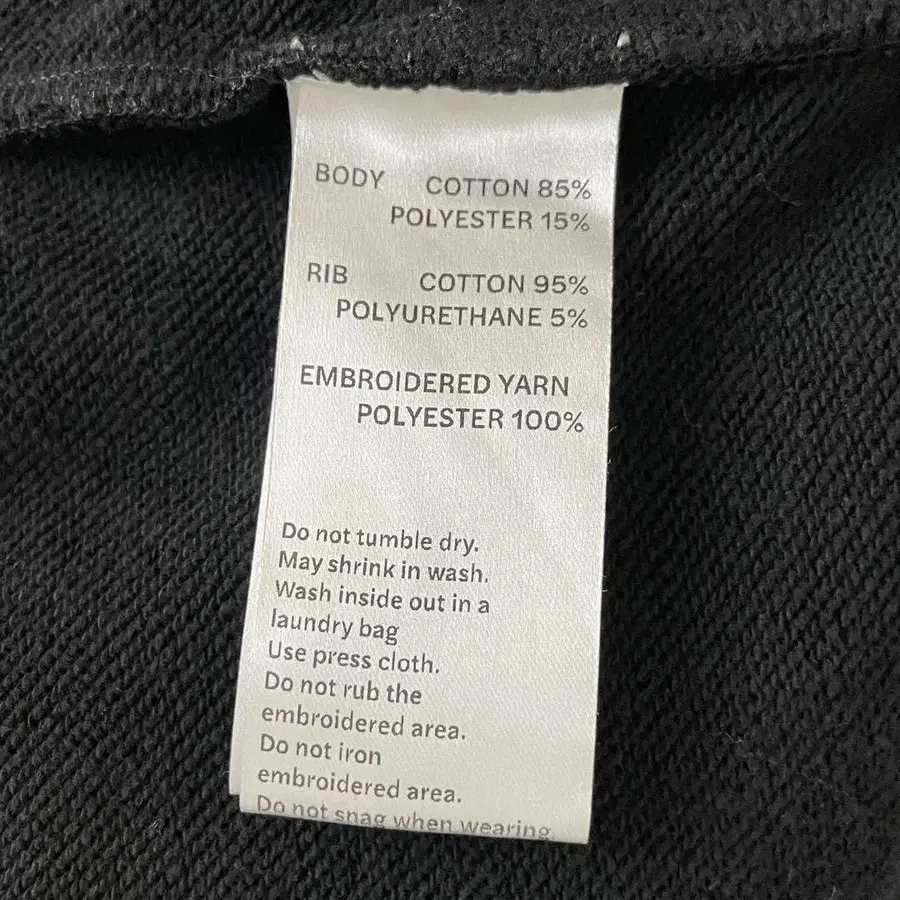 BODY COTTON 85%
POLYESTER 15%
RIB COTTON 95%
POLYURETHANE 5%
EMBROIDERED YARN
POLYESTER 100%
Do not tumble dry.
May shrink in wash.
Wash inside out in a
laundry bag
Use press cloth.
Do not rub the
embroidered area.
Do not iron
embroidered area.
Do not snag when wearing.